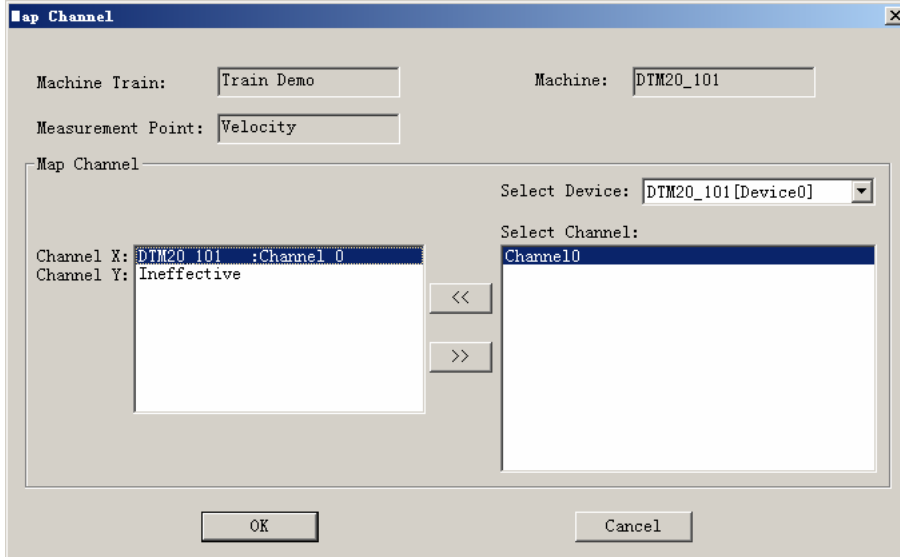 Map Channel
Machine Train: Train Demo Machine: DTM20_101
Measurement Point: Velocity
Map Channel
Select Device: DTM20_101[Device0]
Select Channel:
Channel X: DTM20_101 :Channel 0 Channel0
Channel Y: Ineffective
<<
>>
OK Cancel